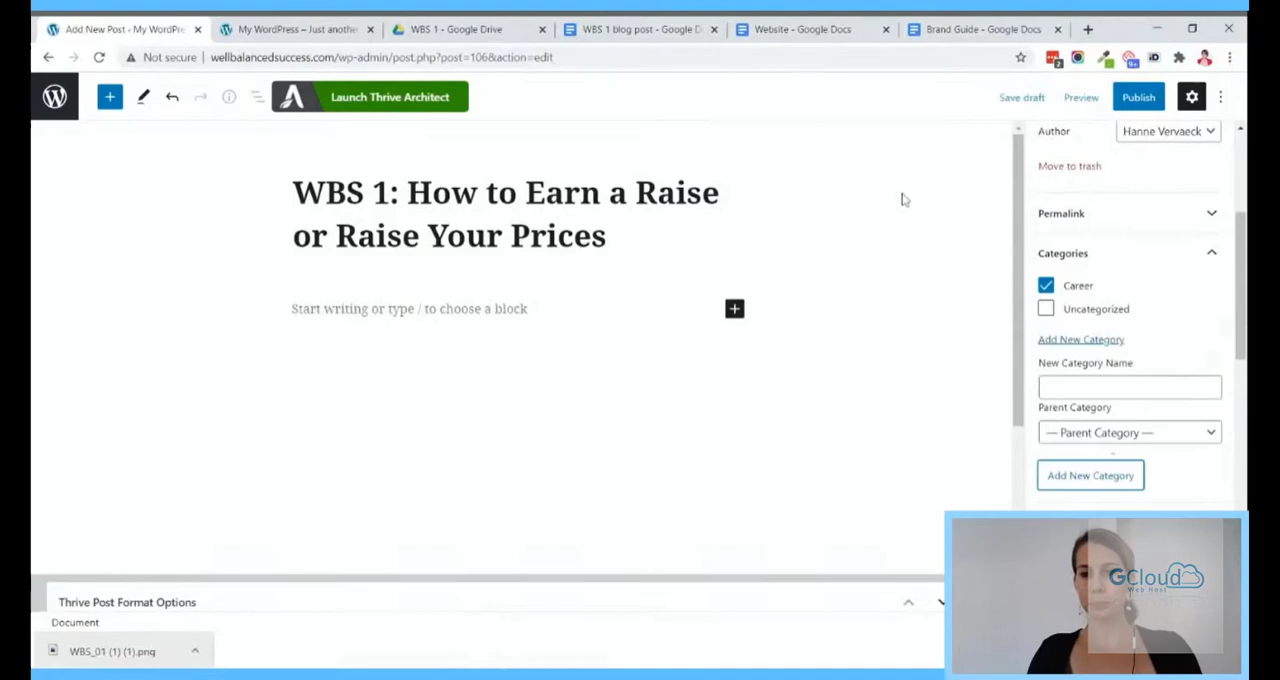 Add New Post ‹ My WordPre
My WordPress – Just anothe
WBS 1 - Google Drive
WBS 1 blog post - Google D
Website - Google Docs
Brand Guide - Google Docs
Not secure
wellbalancedsuccess.com/wp-admin/post.php?post=106&action=edit
Launch Thrive Architect
Save draft
Preview
Publish
Author
Hanne Vervaeck
Move to trash
WBS 1: How to Earn a Raise
or Raise Your Prices
Permalink
Categories
Career
Start writing or type / to choose a block
Uncategorized
Add New Category
New Category Name
Parent Category
— Parent Category —
Add New Category
GCloud
Web Host
Thrive Post Format Options
Document
WBS_01 (1) (1).png